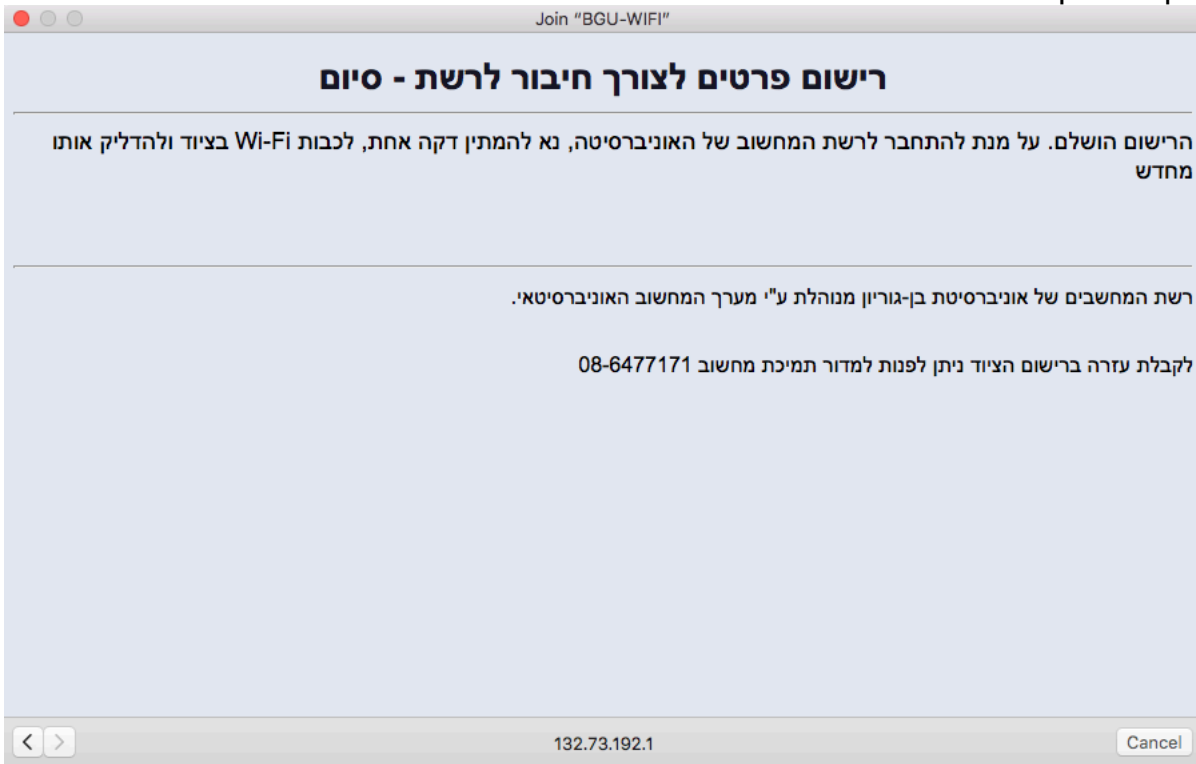 Join “BGU-WIFI”
רישום פרטים לצורך חיבור לרשת - סיום
הרישום הושלם. על מנת להתחבר לרשת המחשוב של האוניברסיטה, נא להמתין דקה אחת, לכבות Wi-Fi בציוד ולהדליק אותו
מחדש
רשת המחשבים של אוניברסיטת בן-גוריון מנוהלת ע"י מערך המחשוב האוניברסיטאי.
לקבלת עזרה ברישום הציוד ניתן לפנות למדור תמיכת מחשוב 08-6477171
132.73.192.1
Cancel